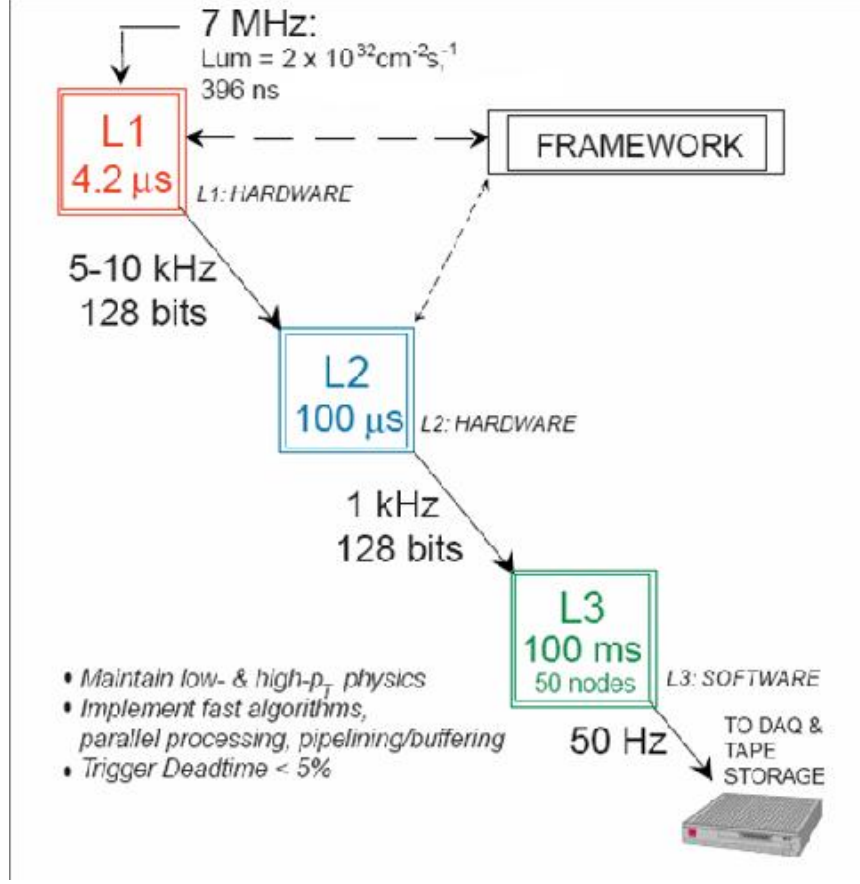 7 MHz:
Lum = 2 x 10³²cm⁻²s,⁻¹
396 ns
L1
4.2 µs
L1: HARDWARE
FRAMEWORK
5-10 kHz
128 bits
L2
100 µs
L2: HARDWARE
1 kHz
128 bits
L3
100 ms
50 nodes
L3: SOFTWARE
• Maintain low- & high-pT physics
• Implement fast algorithms,
parallel processing, pipelining/buffering
• Trigger Deadtime < 5%
50 Hz
TO DAQ &
TAPE
STORAGE